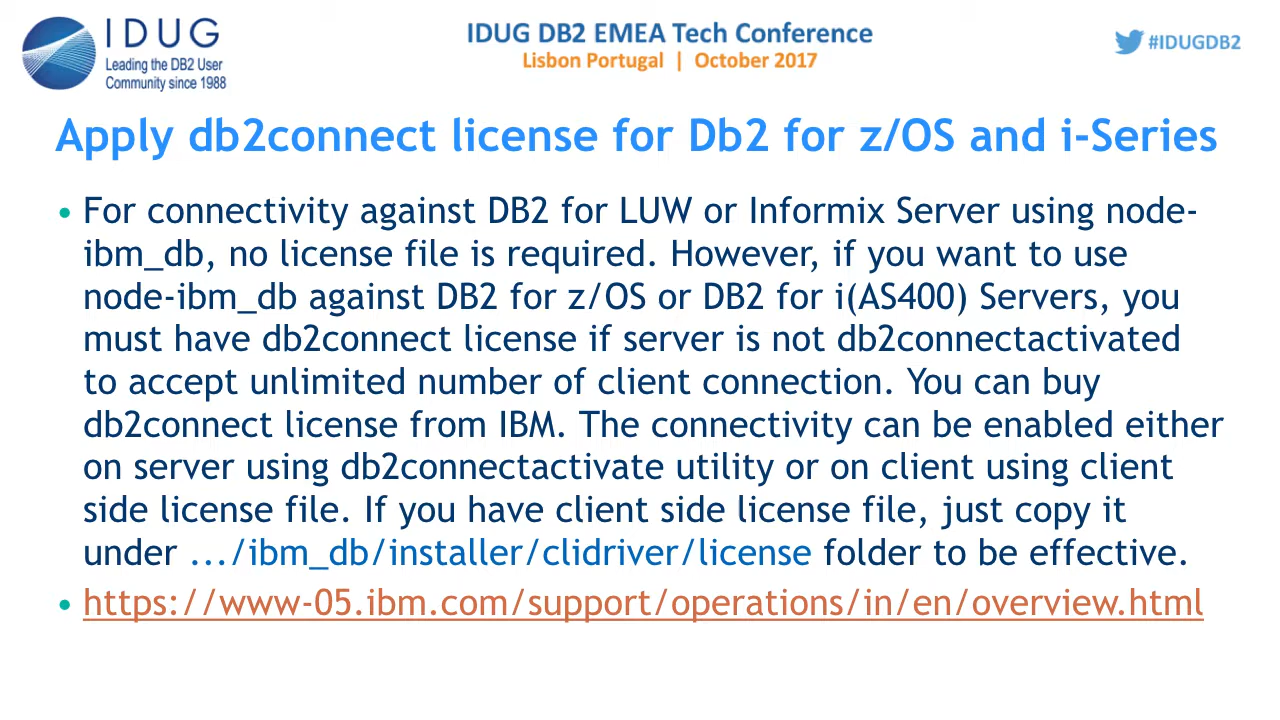 IDUG
Leading the DB2 User
Community since 1988
IDUG DB2 EMEA Tech Conference
Lisbon Portugal | October 2017
#IDUGDB2
Apply db2connect license for Db2 for z/OS and i-Series
• For connectivity against DB2 for LUW or Informix Server using node-
ibm_db, no license file is required. However, if you want to use
node-ibm_db against DB2 for z/OS or DB2 for i(AS400) Servers, you
must have db2connect license if server is not db2connectactivated
to accept unlimited number of client connection. You can buy
db2connect license from IBM. The connectivity can be enabled either
on server using db2connectactivate utility or on client using client
side license file. If you have client side license file, just copy it
under .../ibm_db/installer/clidriver/license folder to be effective.
• https://www-05.ibm.com/support/operations/in/en/overview.html